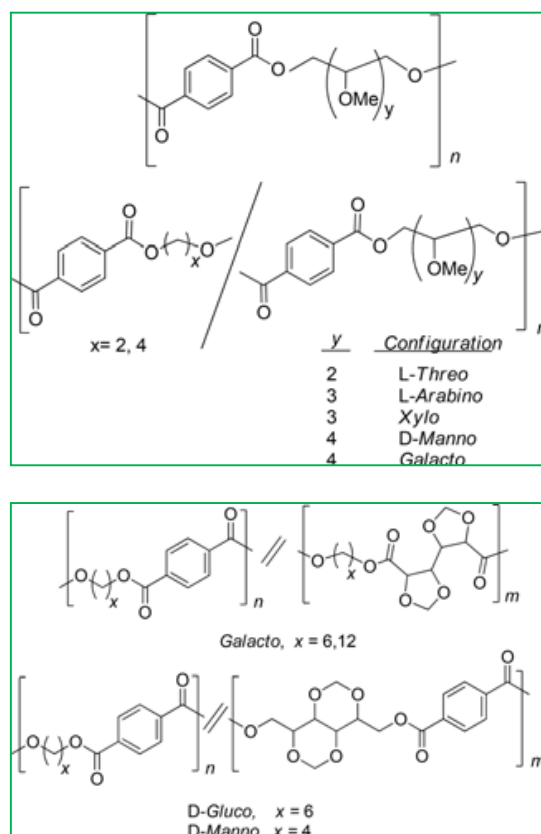 O
O
O
OMe
y
O
n
O
O
x
O
O
x= 2, 4
O
O
O
OMe
y
O
y Configuration
2 L-Threo
3 L-Arabino
3 Xylo
4 D-Manno
4 Galacto
O
O
x
O
O
n
O
x
O
O
O
O
O
O
O
m
Galacto, x = 6,12
O
O
x
O
O
n
O
O
O
O
O
O
O
O
m
D-Gluco, x = 6
D-Manno, x = 4